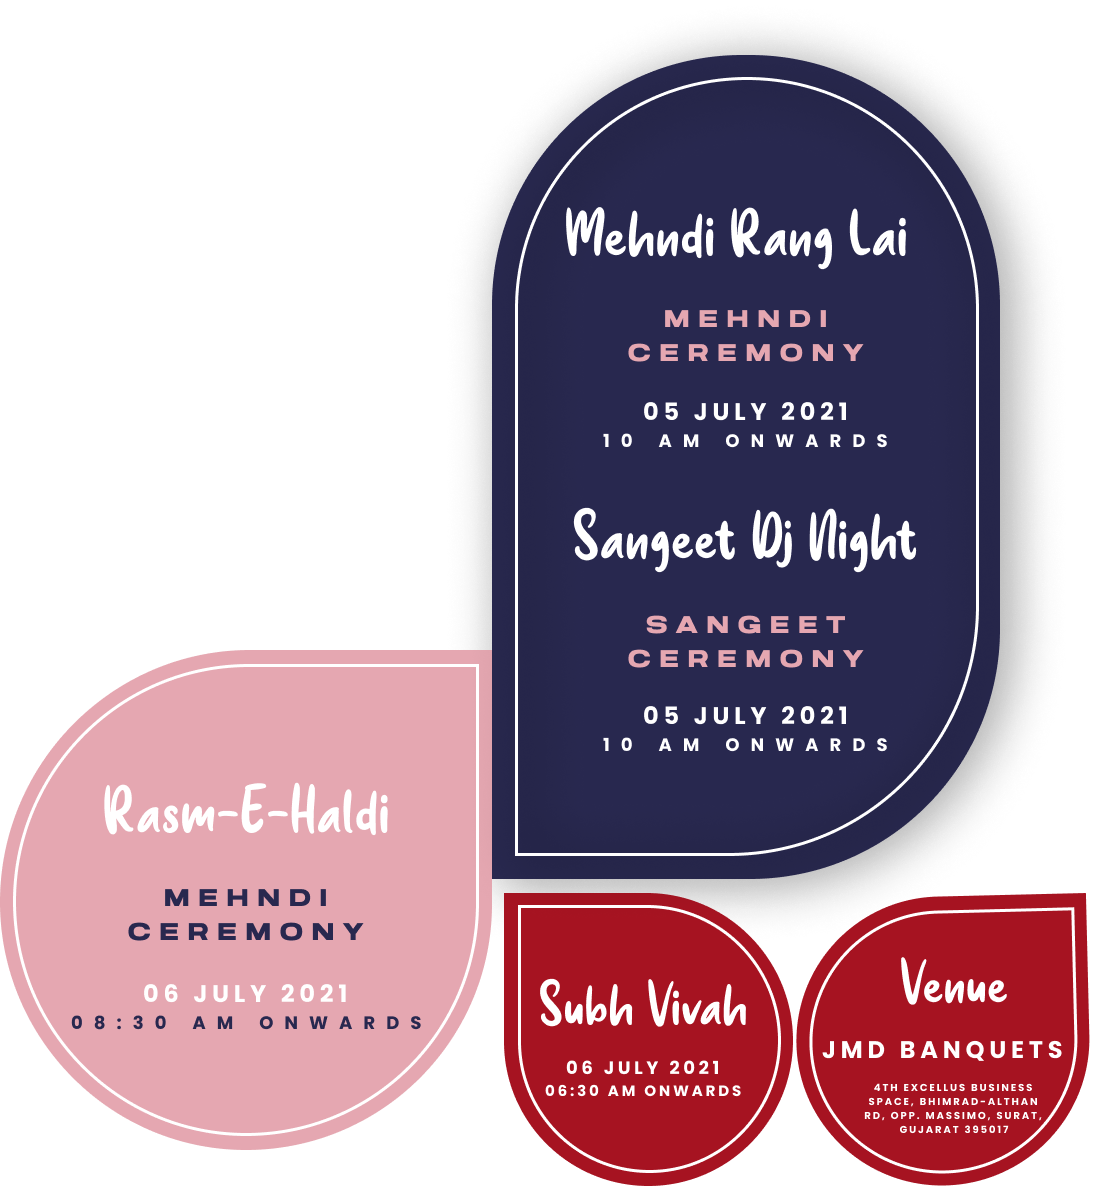 Mehndi Rang Lai
MEHNDI
CEREMONY
05 JULY 2021
10 AM ONWARDS
Sangeet Dj Night
SANGEET
CEREMONY
05 JULY 2021
10 AM ONWARDS
Rasm-E-Haldi
MEHNDI
CEREMONY
06 JULY 2021
08:30 AM ONWARDS
Subh Vivah
06 JULY 2021
06:30 AM ONWARDS
Venue
JMD BANQUETS
4TH EXCELLUS BUSINESS
SPACE, BHIMRAD-ALTHAN
RD, OPP. MASSIMO, SURAT,
GUJARAT 395017